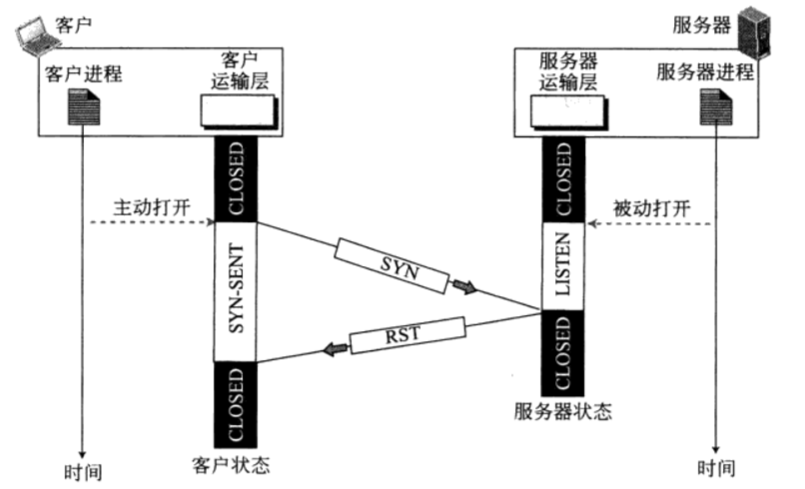 客户
服务器
客户进程
客户
运输层
服务器
运输层
服务器进程
CLOSED
CLOSED
主动打开
被动打开
SYN-SENT
SYN
LISTEN
RST
CLOSED
CLOSED
服务器状态
客户状态
时间
时间